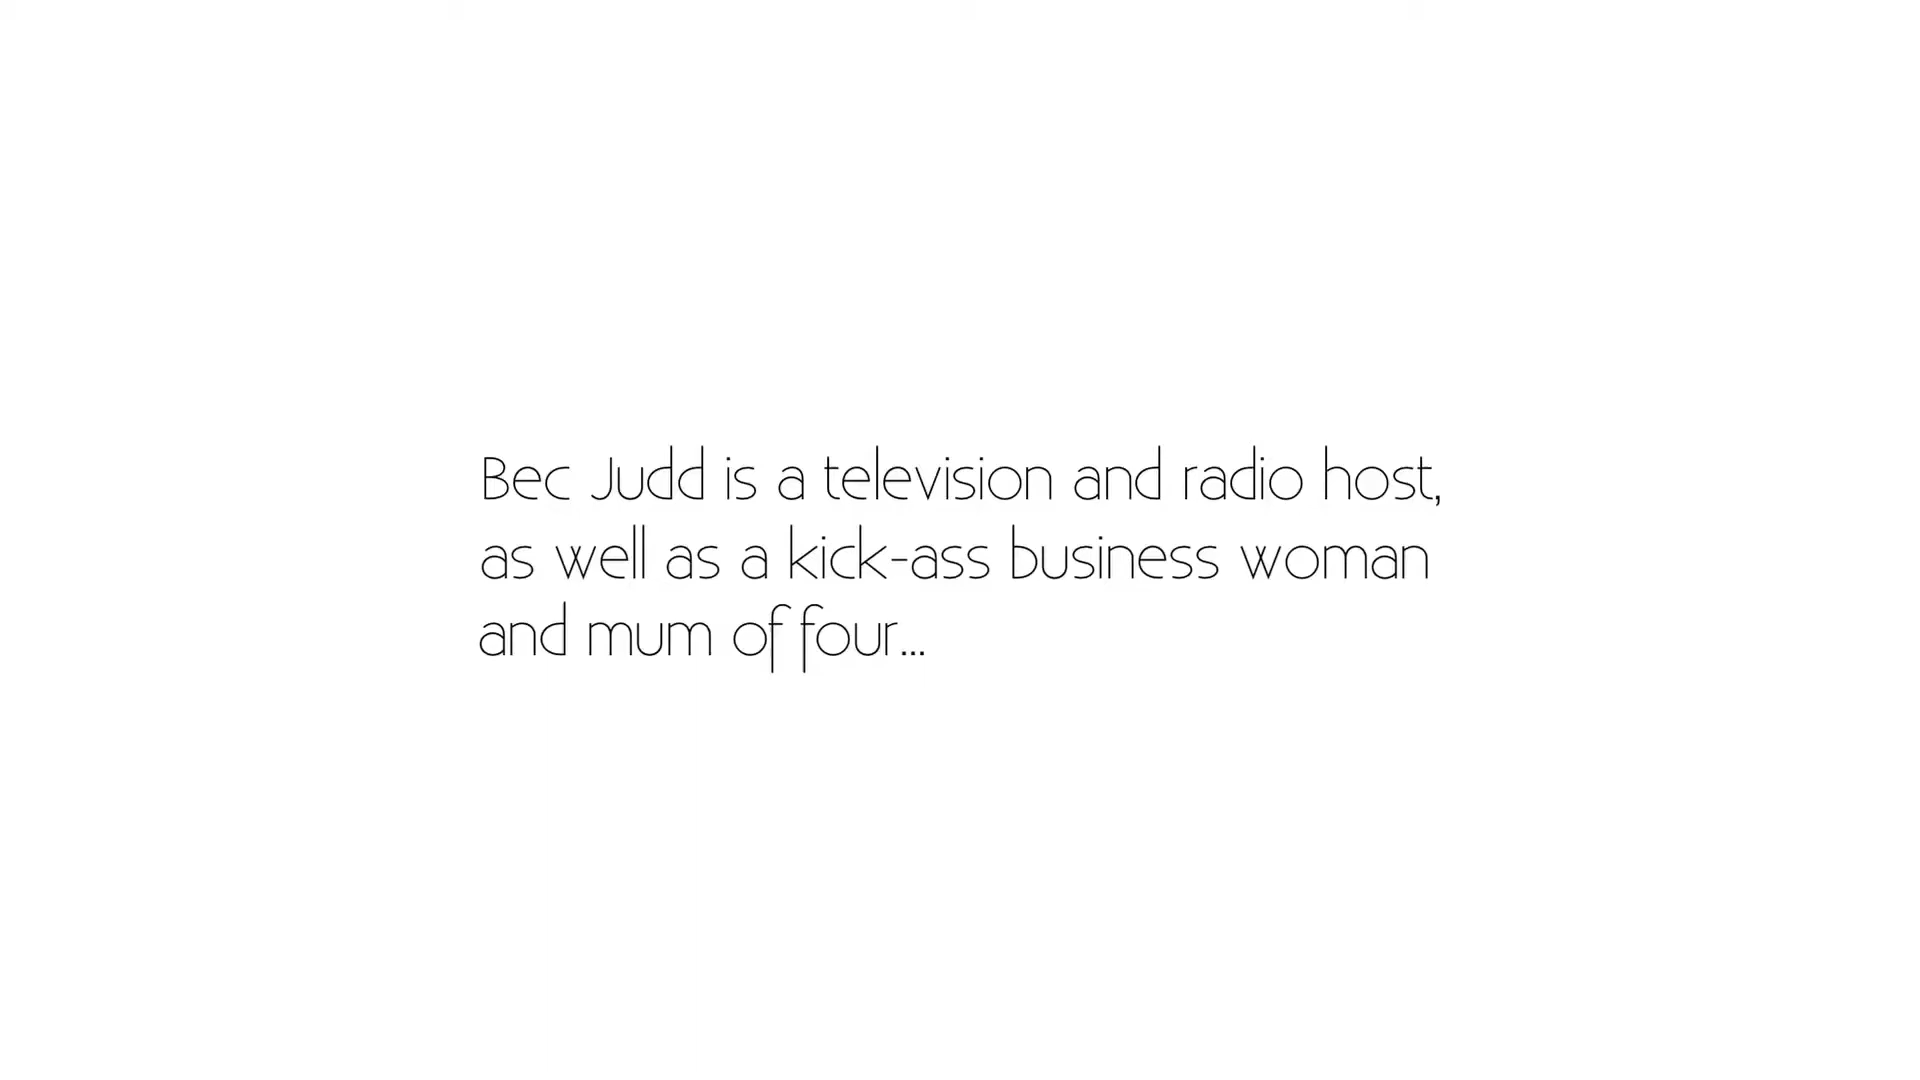 Bec Judd is a television and radio host,
as well as a kick-ass business woman
and mum of four...